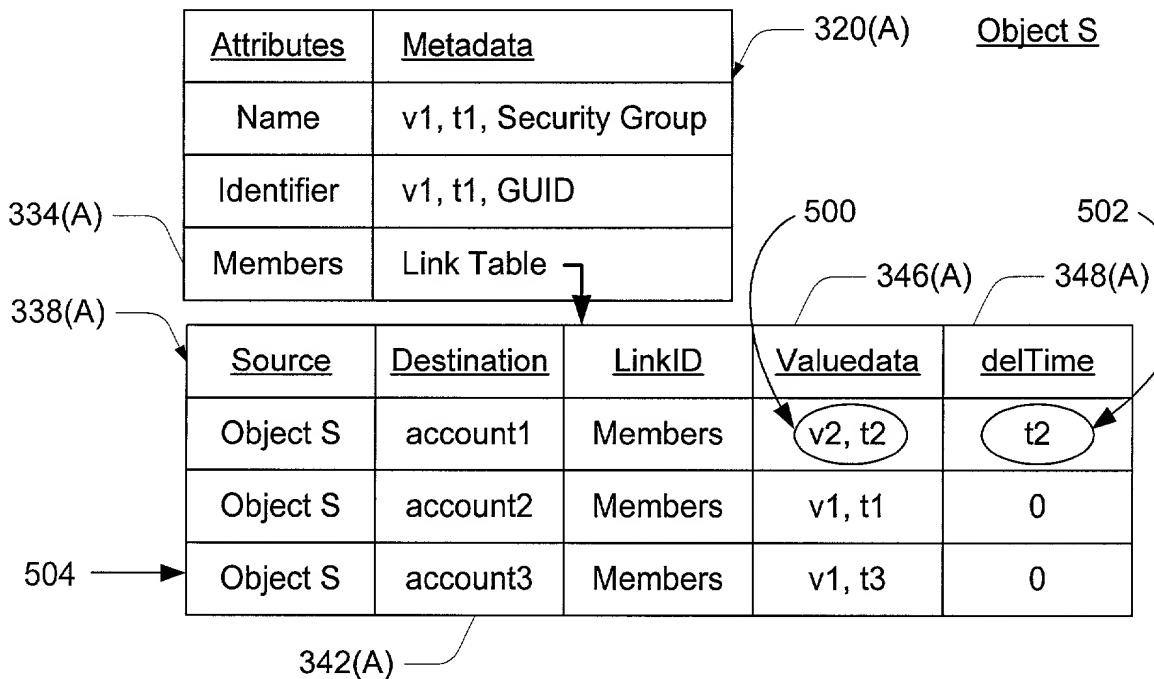 320(A)
Object S
Attributes Metadata
Name v1, t1, Security Group
Identifier v1, t1, GUID
334(A)
500
502
Members Link Table
346(A)
348(A)
338(A)
Source Destination LinkID Valuedata delTime
Object S account1 Members v2, t2 t2
Object S account2 Members v1, t1 0
504
Object S account3 Members v1, t3 0
342(A)